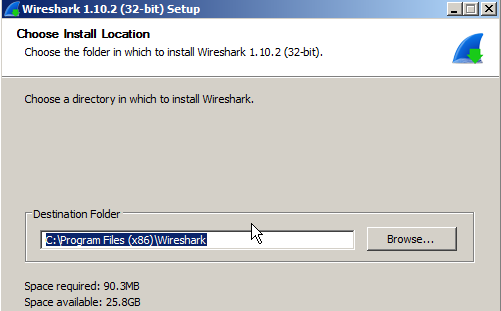 Wireshark 1.10.2 (32-bit) Setup
Choose Install Location
Choose the folder in which to install Wireshark 1.10.2 (32-bit).
Choose a directory in which to install Wireshark.
Destination Folder
C:\Program Files (x86)\Wireshark
Browse...
Space required: 90.3MB
Space available: 25.8GB